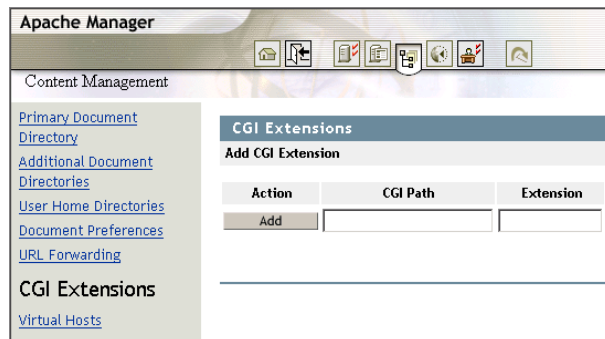 Apache Manager
Content Management
Primary Document
Directory
Additional Document
Directories
User Home Directories
Document Preferences
URL Forwarding
CGI Extensions
Virtual Hosts
CGI Extensions
Add CGI Extension
Action CGI Path Extension
Add